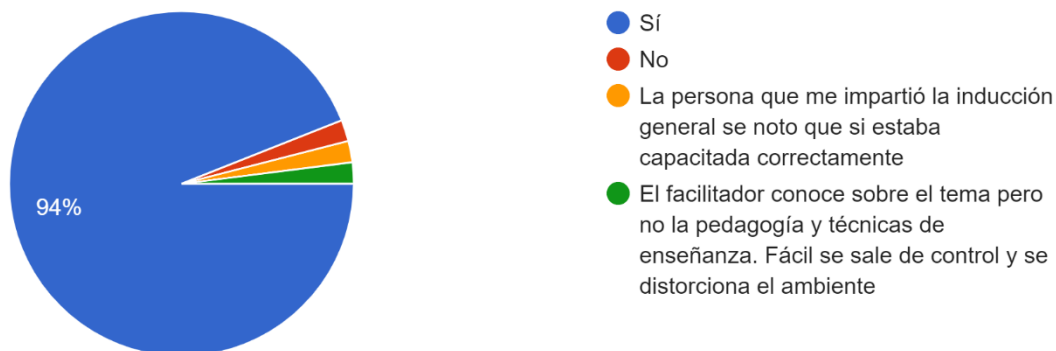 94%
Sí
No
La persona que me impartió la inducción
general se noto que si estaba
capacitada correctamente
El facilitador conoce sobre el tema pero
no la pedagogía y técnicas de
enseñanza. Fácil se sale de control y se
distorciona el ambiente